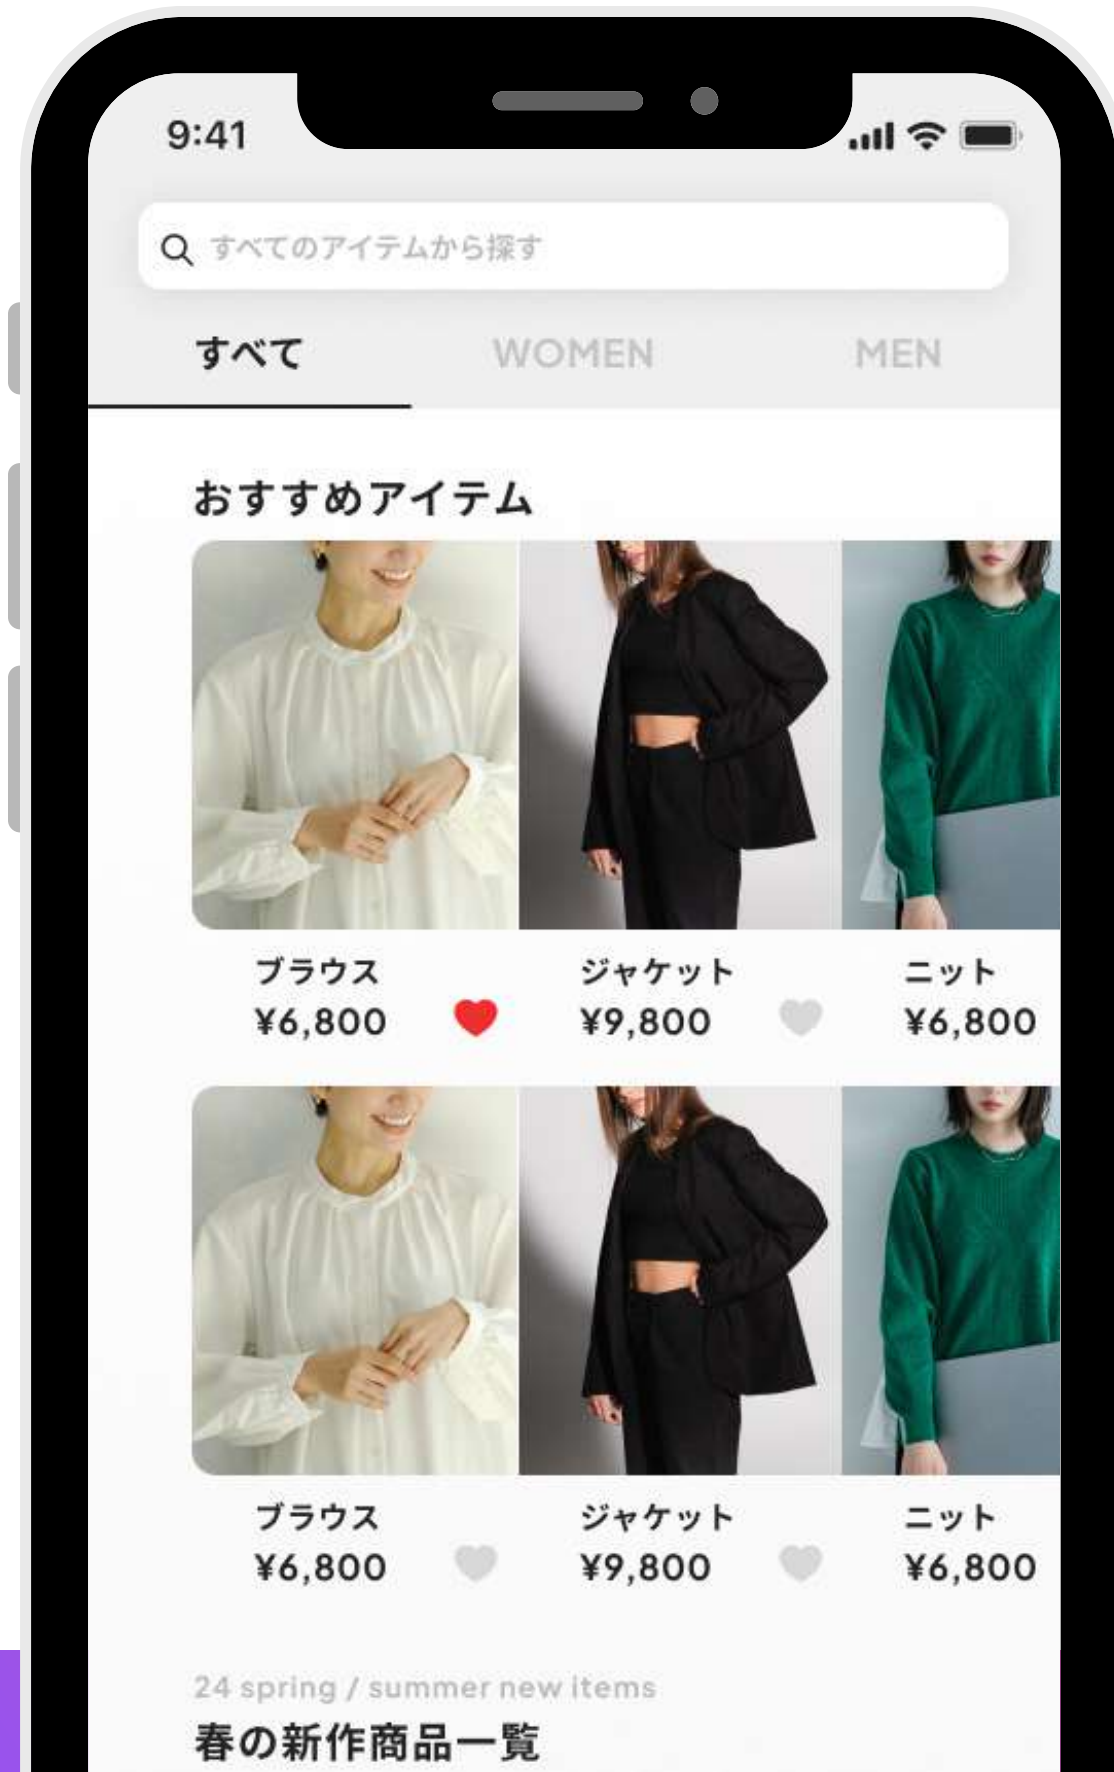 9:41
すべてのアイテムから探す
すべて WOMEN MEN
おすすめアイテム
ブラウス ジャケット ニット
¥6,800 ¥9,800 ¥6,800
ブラウス ジャケット ニット
¥6,800 ¥9,800 ¥6,800
24 spring / summer new items
春の新作商品一覧